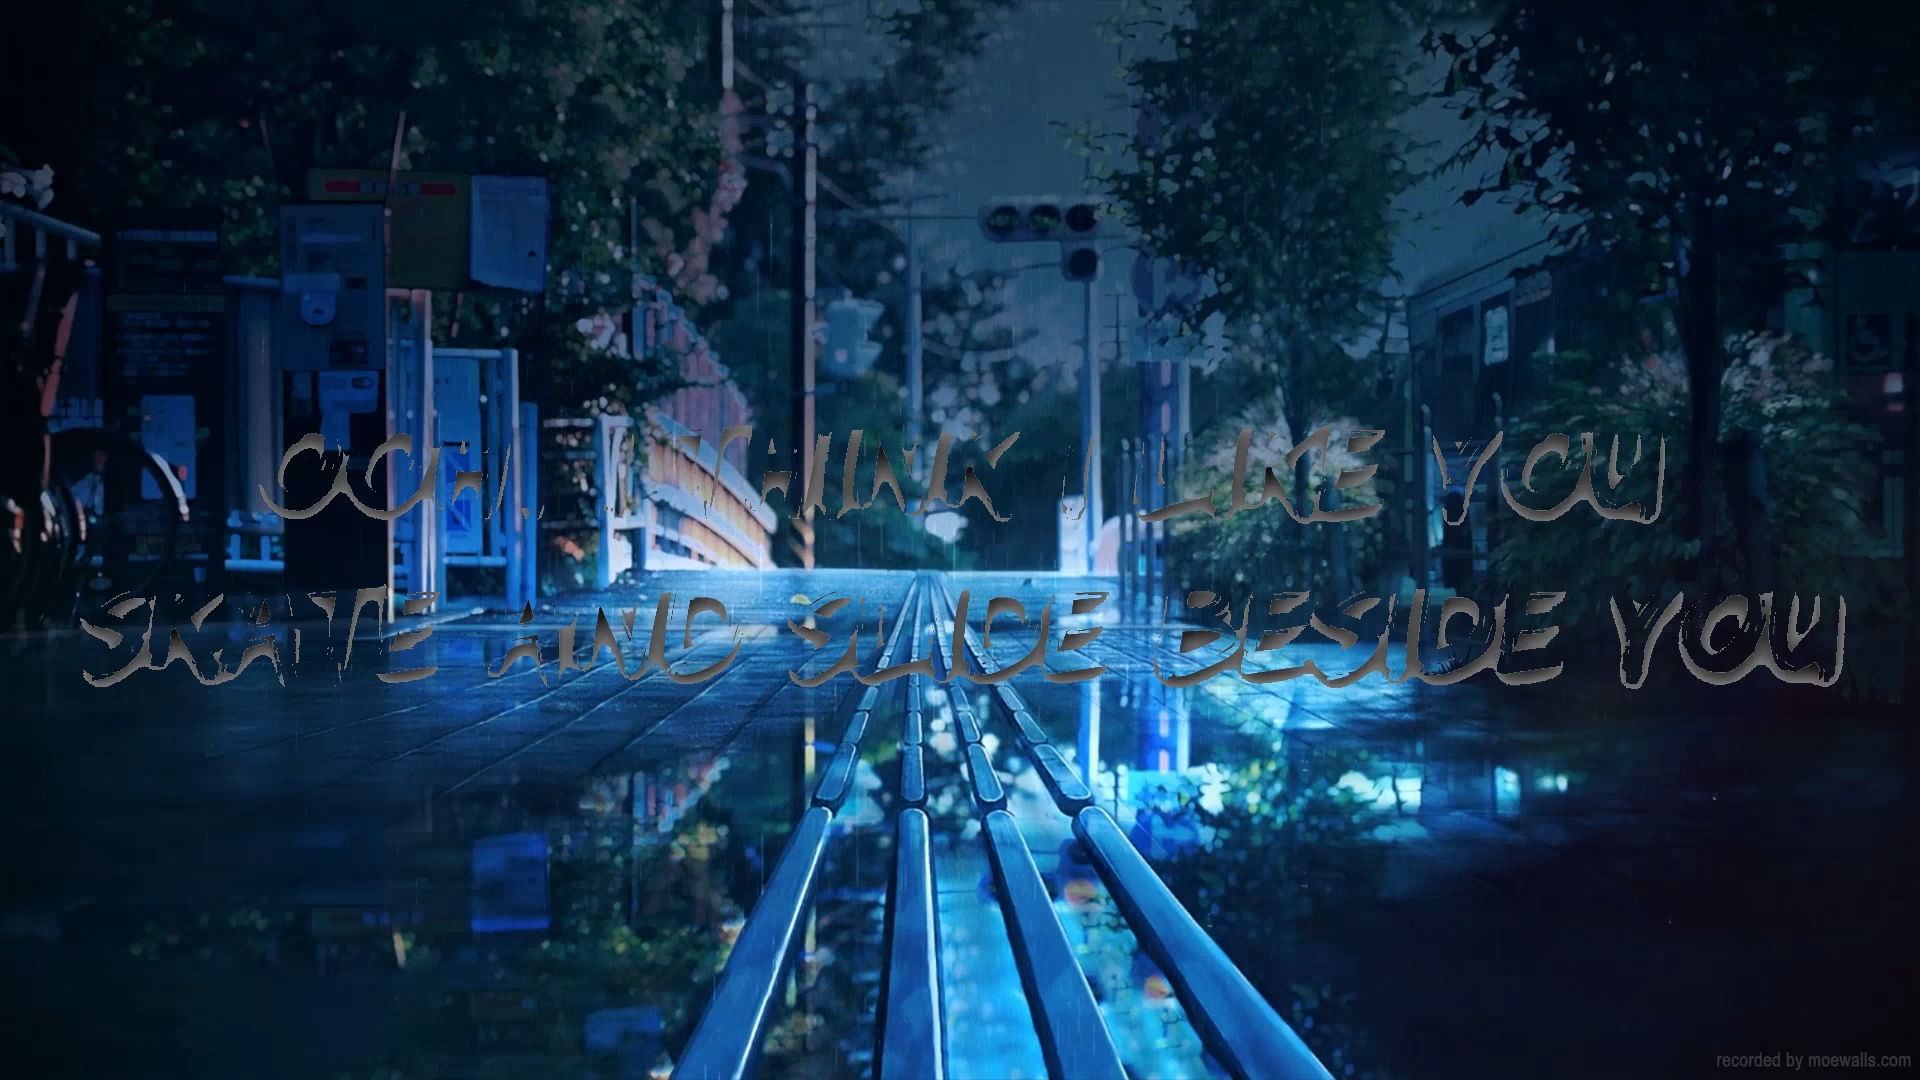 OOH, I THINK I LIKE YOU
SKATE AND SLIDE BESIDE YOU
recorded by moewalls.com